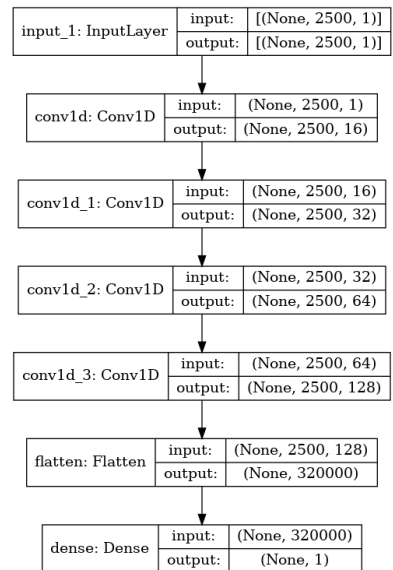 input_1: InputLayer
input: [(None, 2500, 1)]
output: [(None, 2500, 1)]
conv1d: Conv1D
input: (None, 2500, 1)
output: (None, 2500, 16)
conv1d_1: Conv1D
input: (None, 2500, 16)
output: (None, 2500, 32)
conv1d_2: Conv1D
input: (None, 2500, 32)
output: (None, 2500, 64)
conv1d_3: Conv1D
input: (None, 2500, 64)
output: (None, 2500, 128)
flatten: Flatten
input: (None, 2500, 128)
output: (None, 320000)
dense: Dense
input: (None, 320000)
output: (None, 1)